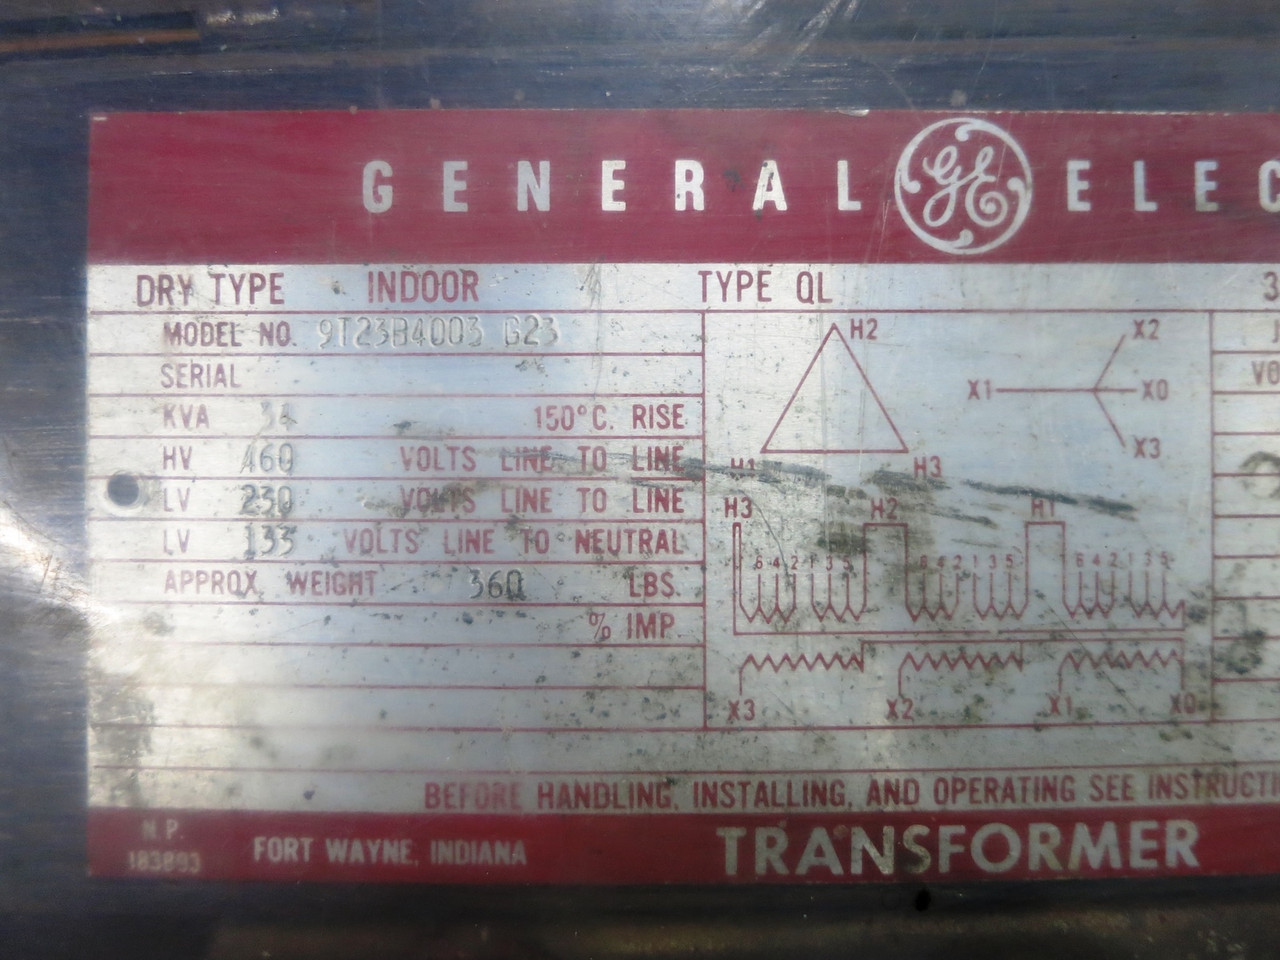 GENERAL GE ELEC
DRY TYPE INDOOR TYPE QL 3
MODEL NO. 9T23B4003 G23
SERIAL
KVA 34 150°C. RISE
HV 460 VOLTS LINE TO LINE
LV 230 VOLTS LINE TO LINE
LV 133 VOLTS LINE TO NEUTRAL
APPROX. WEIGHT 360 LBS.
% IMP.
H2
H1 H3
X2
X1 X0
X3
H3 H2 H1
6 4 2 1 3 5 6 4 2 1 3 5 6 4 2 1 3 5
X3 X2 X1 X0
VO
BEFORE HANDLING, INSTALLING, AND OPERATING SEE INSTRUCTI
N.P.
183893
FORT WAYNE, INDIANA
TRANSFORMER